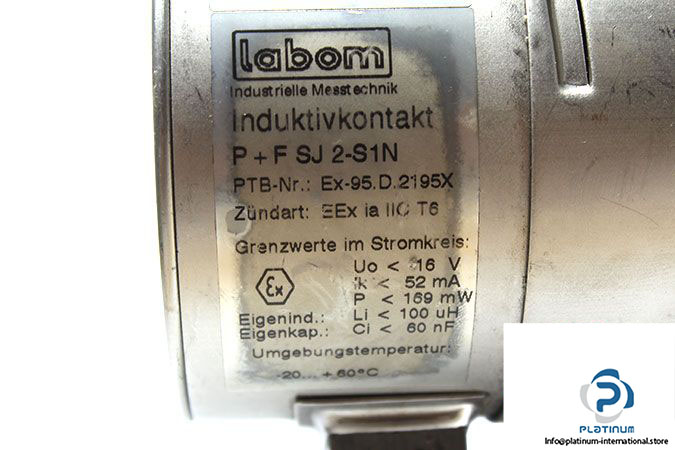 labom
Industrielle Messtechnik
Induktivkontakt
P + F SJ 2-S1N
PTB-Nr.: Ex-95.D.2195X
Zündart: EEx ia IIC T6
Grenzwerte im Stromkreis:
Uo < 16 V
Ik < 52 mA
P < 169 mW
Ex
Eigenind.: Li < 100 uH
Eigenkap.: Ci < 60 nF
Umgebungstemperatur:
-20... +60°C
PLATINUM
Info@platinum-international.store